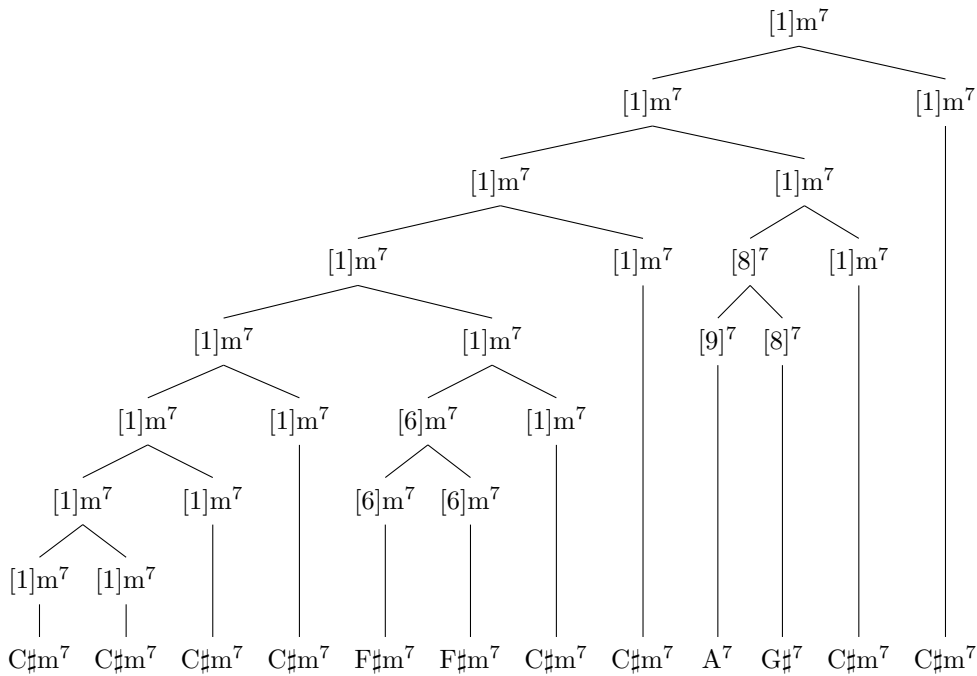 [1]m⁷
[1]m⁷ [1]m⁷
[1]m⁷ [1]m⁷
[1]m⁷ [1]m⁷ [8]⁷ [1]m⁷
[1]m⁷ [1]m⁷ [9]⁷ [8]⁷
[1]m⁷ [1]m⁷ [6]m⁷ [1]m⁷
[1]m⁷ [1]m⁷ [6]m⁷ [6]m⁷
[1]m⁷ [1]m⁷
C♯m⁷ C♯m⁷ C♯m⁷ C♯m⁷ F♯m⁷ F♯m⁷ C♯m⁷ C♯m⁷ A⁷ G♯⁷ C♯m⁷ C♯m⁷